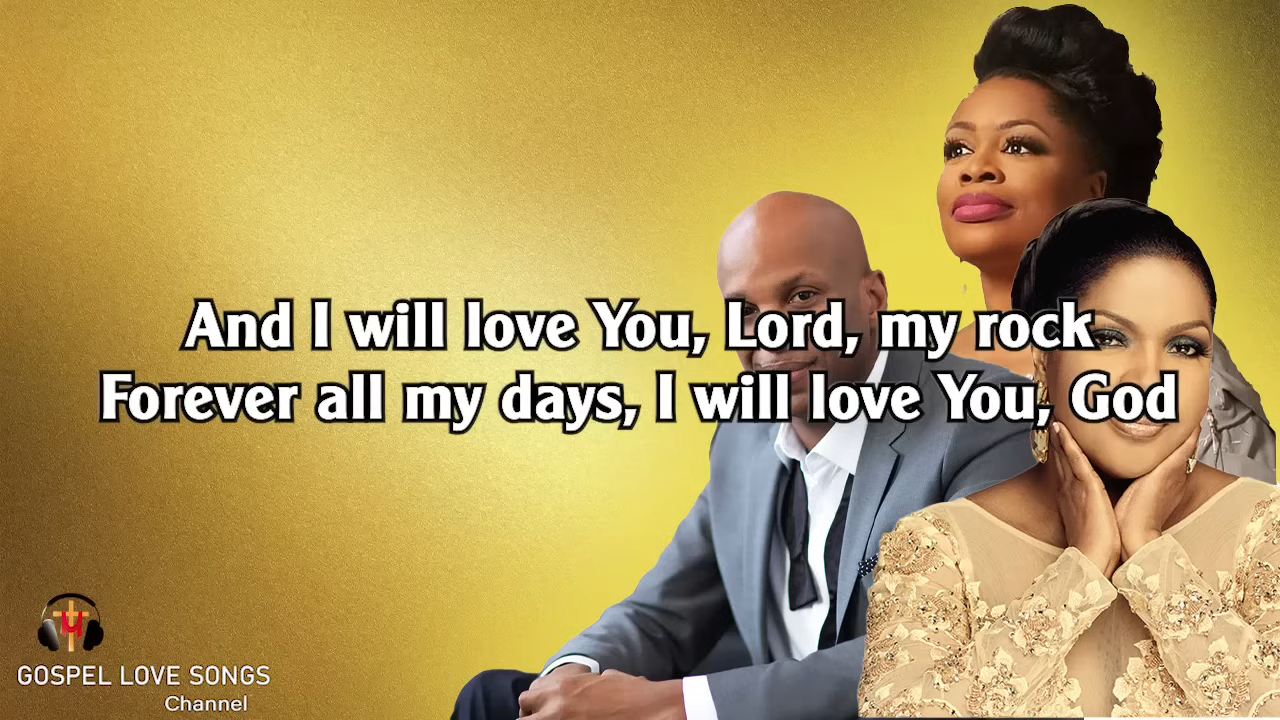 And I will love You, Lord, my rock
Forever all my days, I will love You, God
GOSPEL LOVE SONGS
Channel